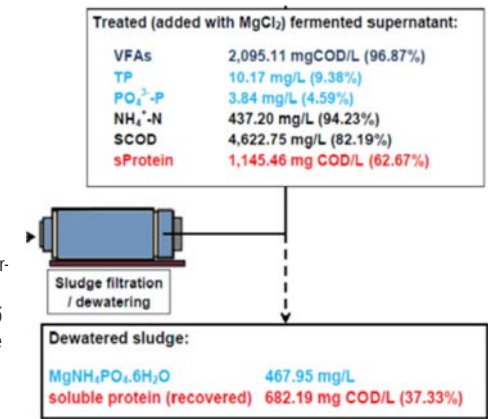 Treated (added with MgCl₂) fermented supernatant:
VFAs 2,095.11 mgCOD/L (96.87%)
TP 10.17 mg/L (9.38%)
PO₄³⁻-P 3.84 mg/L (4.59%)
NH₄⁺-N 437.20 mg/L (94.23%)
SCOD 4,622.75 mg/L (82.19%)
sProtein 1,145.46 mg COD/L (62.67%)
r-
Sludge filtration
/ dewatering
Dewatered sludge:
MgNH₄PO₄.6H₂O 467.95 mg/L
soluble protein (recovered) 682.19 mg COD/L (37.33%)